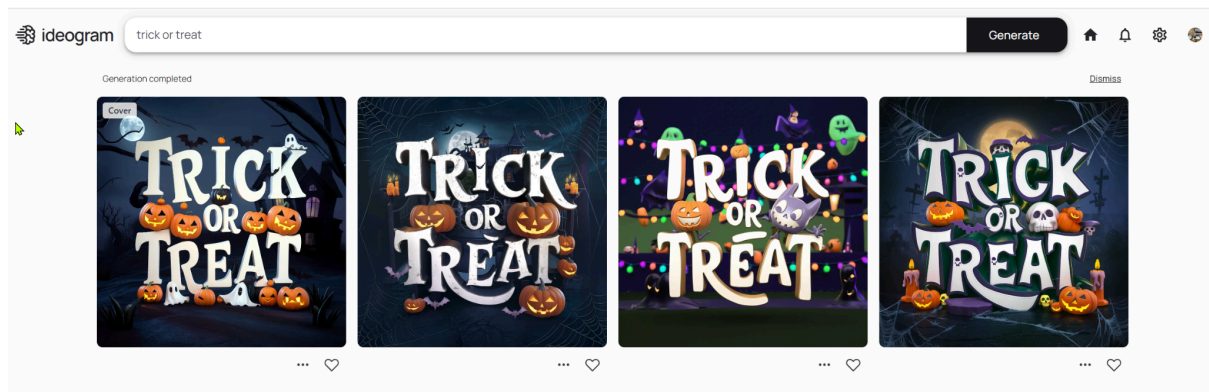 ideogram
trick or treat
Generate
Generation completed
Dismiss
Cover
TRICK
OR
TREAT
TRICK
OR
TREAT
TRICK
OR
TREAT
TRICK
OR
TREAT